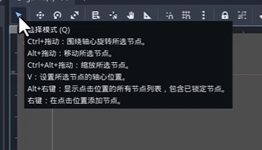 选择模式 (Q)
Ctrl+拖动：围绕轴心旋转所选节点。
Alt+拖动：移动所选节点。
Ctrl+Alt+拖动：缩放所选节点。
V：设置所选节点的轴心位置。
Alt+右键：显示点击位置的所有节点列表，包含已锁定节点。
右键：在点击位置添加节点。